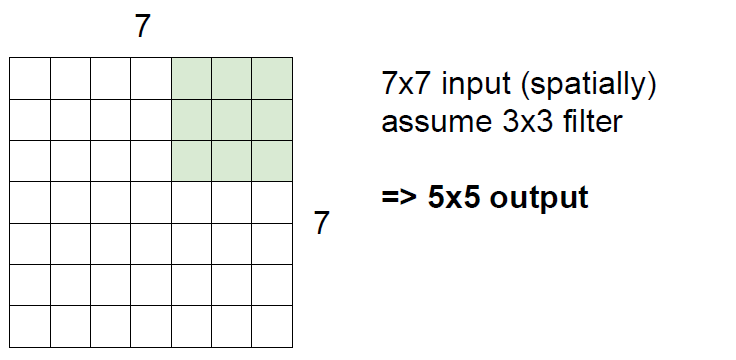 7
7x7 input (spatially)
assume 3x3 filter
=> 5x5 output
7